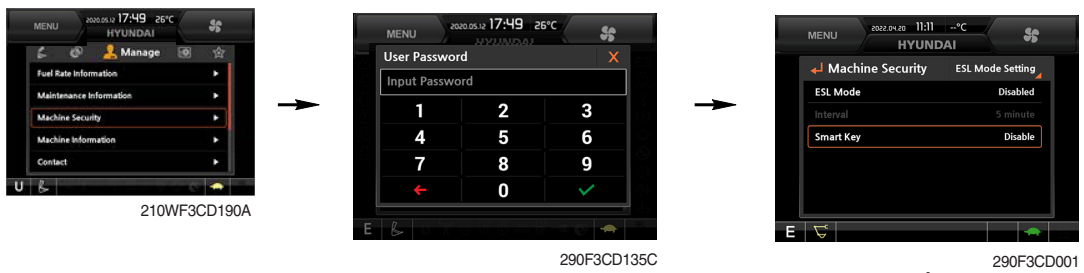 MENU 2020.05.12 17:49 26°C
HYUNDAI
Manage
Fuel Rate Information
Maintenance Information
Machine Security
Machine Information
Contact
U
210WF3CD190A
MENU 2020.05.12 17:49 26°C
HYUNDAI
User Password X
Input Password
1 2 3
4 5 6
7 8 9
0
E
290F3CD135C
MENU 2022.04.20 11:11 --°C
HYUNDAI
Machine Security ESL Mode Setting
ESL Mode Disabled
Interval 5 minute
Smart Key Disable
E
290F3CD001